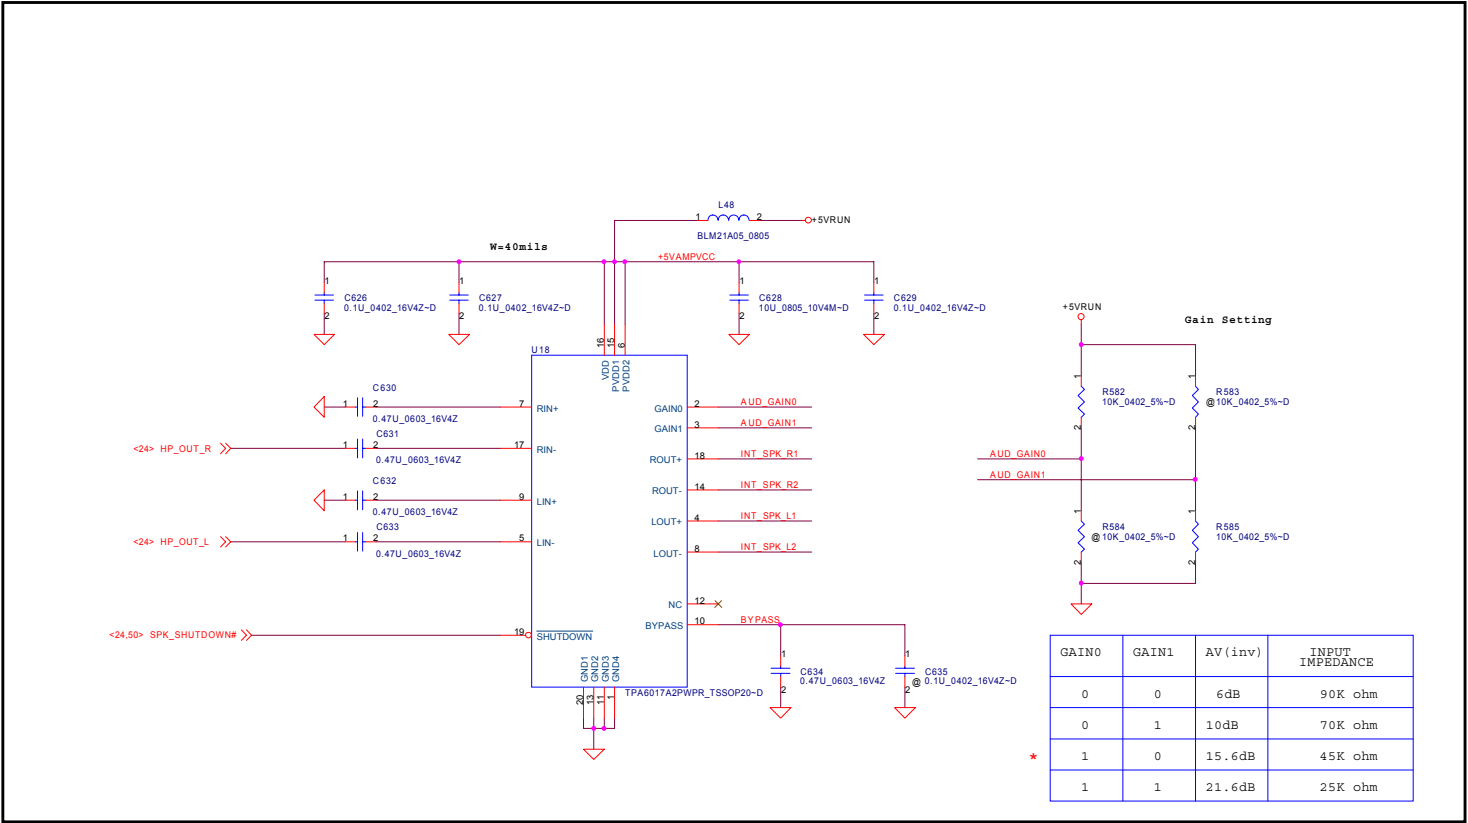 L48
1
2
+5VRUN
BLM21A05_0805
W=40mils
+5VAMPVCC
1
C626
0.1U_0402_16V4Z~D
2
1
C627
0.1U_0402_16V4Z~D
2
1
C628
10U_0805_10V4M~D
2
1
C629
0.1U_0402_16V4Z~D
2
+5VRUN
Gain Setting
U18
16
15
6
VDD
PVDD1
PVDD2
C630
1
2
0.47U_0603_16V4Z
7
RIN+
<24> HP_OUT_R
C631
1
2
0.47U_0603_16V4Z
17
RIN-
C632
1
2
0.47U_0603_16V4Z
9
LIN+
<24> HP_OUT_L
C633
1
2
0.47U_0603_16V4Z
5
LIN-
<24,50> SPK_SHUTDOWN#
19
SHUTDOWN
GAIN0
2
AUD_GAIN0
GAIN1
3
AUD_GAIN1
ROUT+
18
INT_SPK_R1
ROUT-
14
INT_SPK_R2
LOUT+
4
INT_SPK_L1
LOUT-
8
INT_SPK_L2
NC
12
BYPASS
10
BYPASS
GND1
GND2
GND3
GND4
20
13
11
1
TPA6017A2PWPR_TSSOP20~D
1
C634
0.47U_0603_16V4Z
2
1
C635
@ 0.1U_0402_16V4Z~D
2
1
R582
10K_0402_5%~D
2
1
R583
@10K_0402_5%~D
2
AUD_GAIN0
AUD_GAIN1
1
R584
@10K_0402_5%~D
2
1
R585
10K_0402_5%~D
2
GAIN0 GAIN1 AV(inv) INPUT IMPEDANCE
0 0 6dB 90K ohm
0 1 10dB 70K ohm
* 1 0 15.6dB 45K ohm
1 1 21.6dB 25K ohm